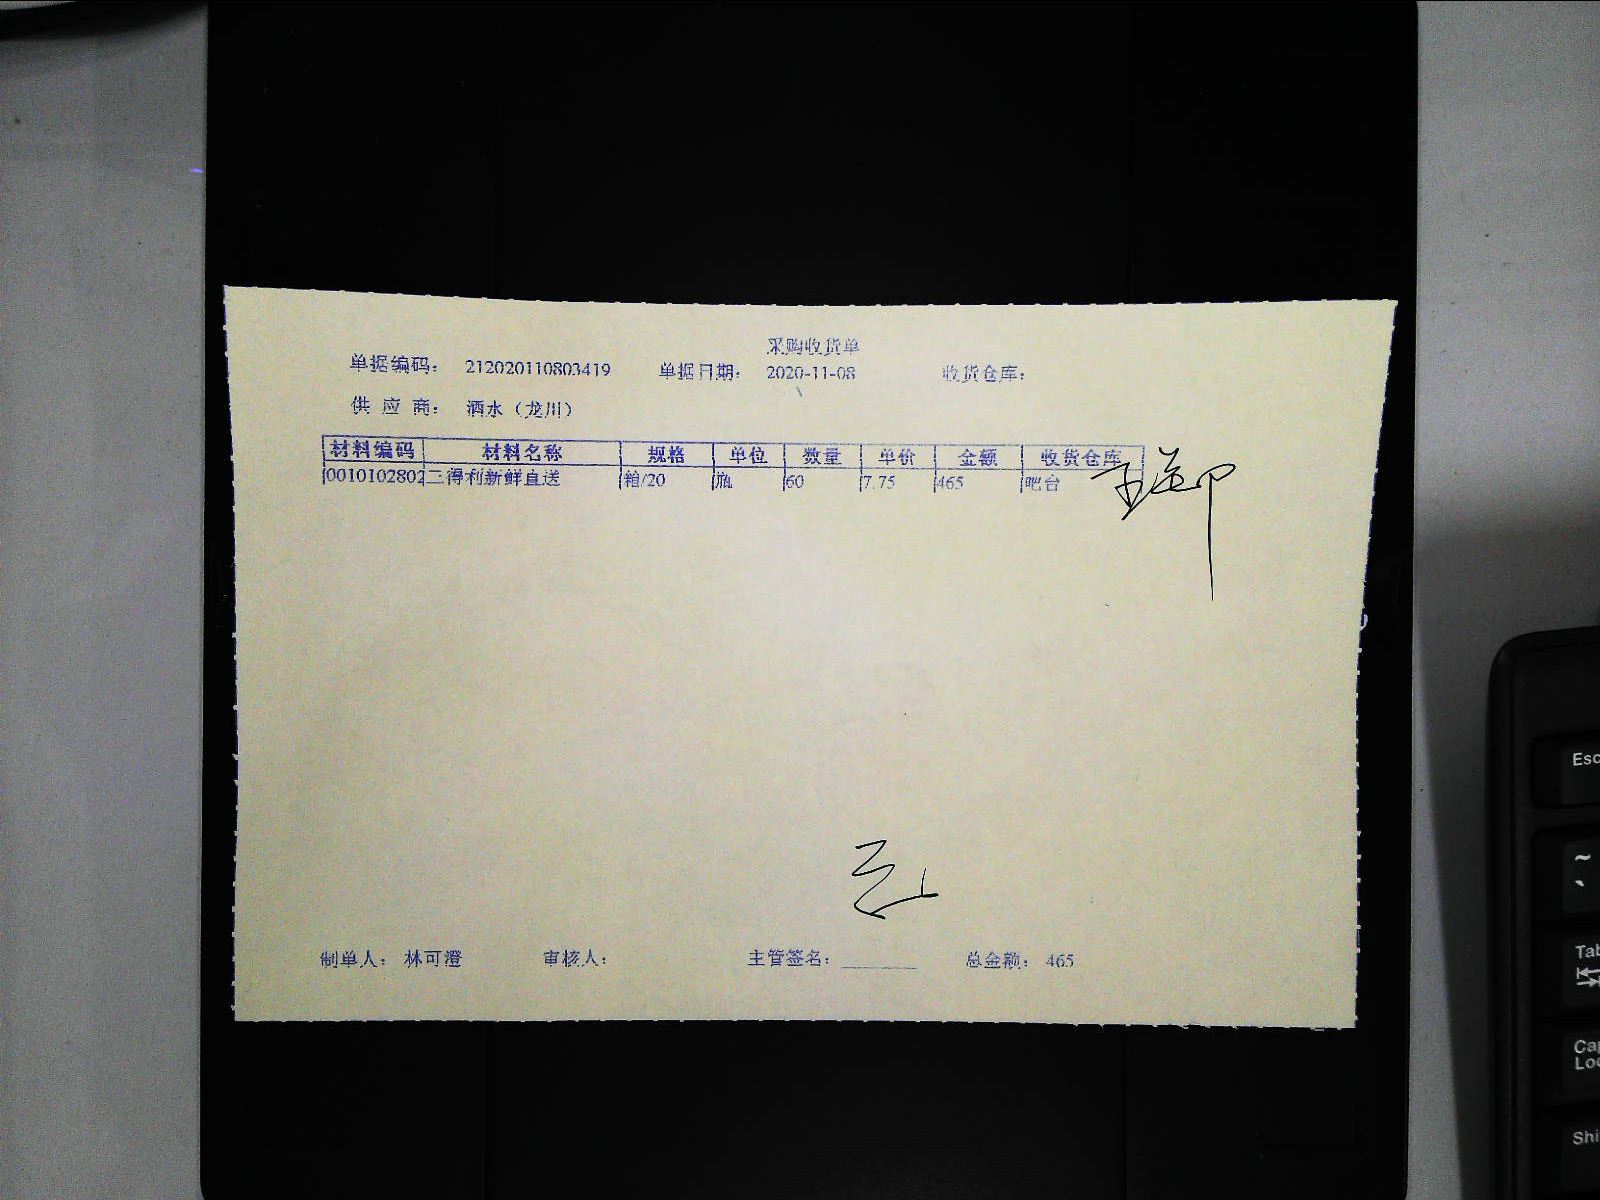 采购收货单
单据编码： 212020110803419 单据日期： 2020-11-08 收货仓库：
供 应 商： 酒水（龙川）
材料编码 材料名称 规格 单位 数量 单价 金额 收货仓库
0010102802 三得利新鲜直送 箱/20 瓶 60 7.75 465 吧台
制单人： 林可澄 审核人： 主管签名： ________ 总金额： 465
Esc
~
`
Tab
Cap
Loc
Shi